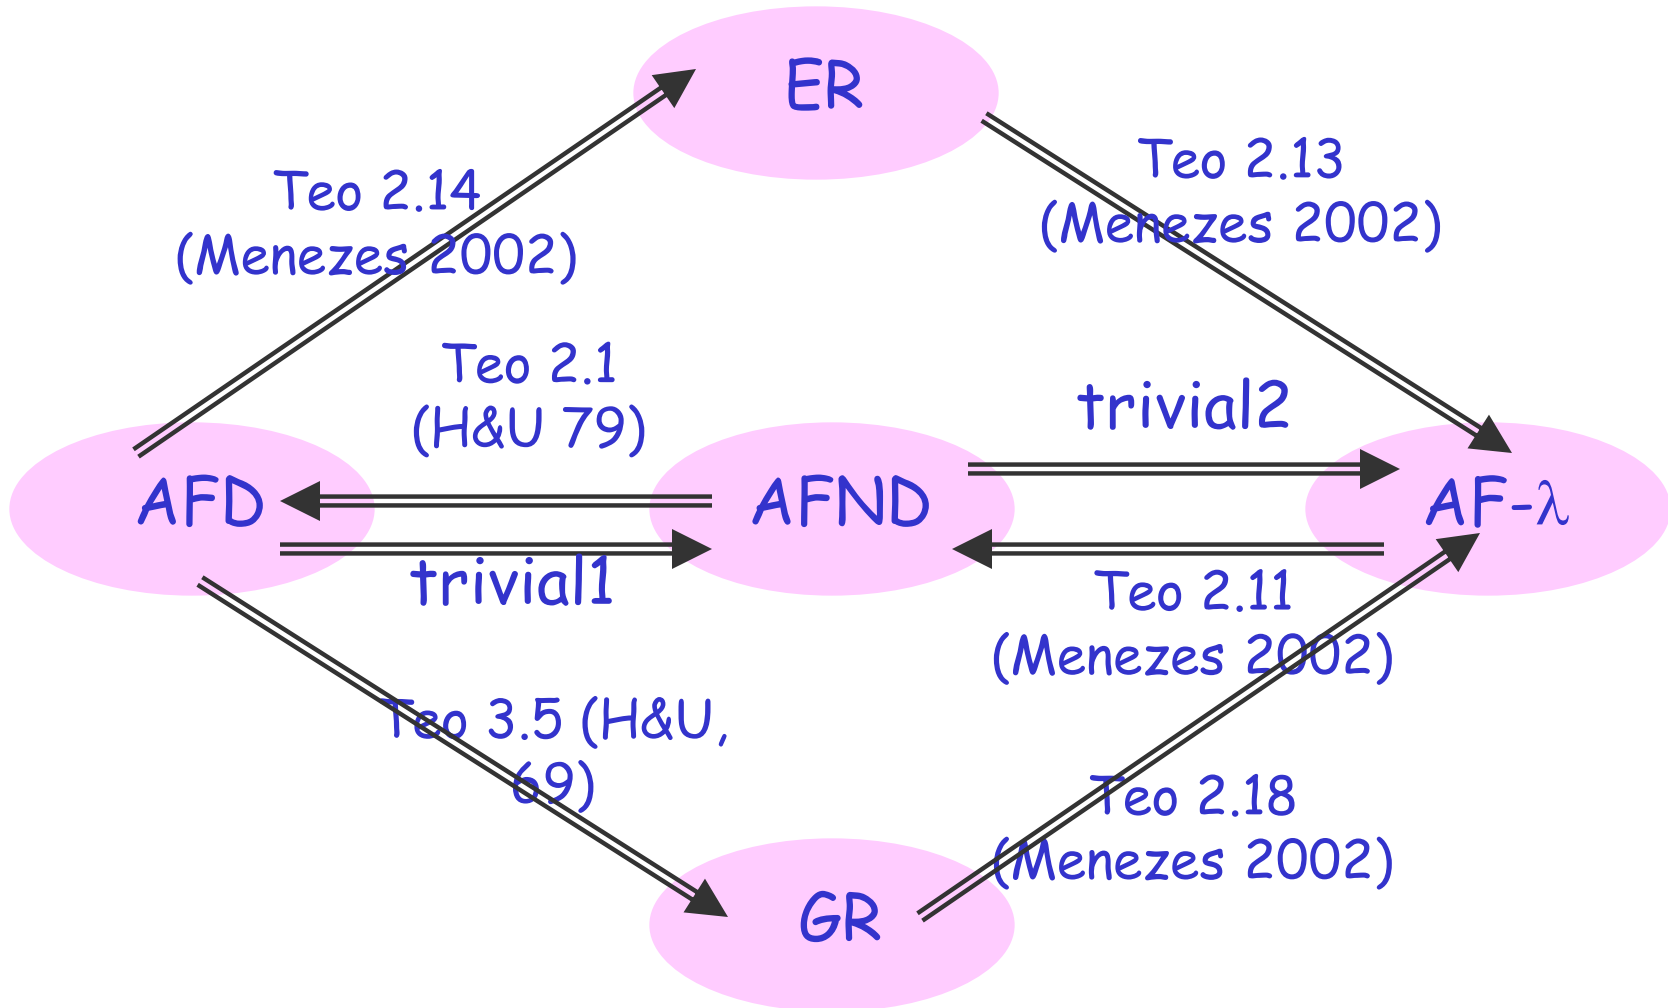 ER
Teo 2.14
(Menezes 2002)
Teo 2.13
(Menezes 2002)
Teo 2.1
(H&U 79)
trivial2
AFD
AFND
AF-λ
trivial1
Teo 2.11
(Menezes 2002)
Teo 3.5 (H&U,
69)
Teo 2.18
(Menezes 2002)
GR